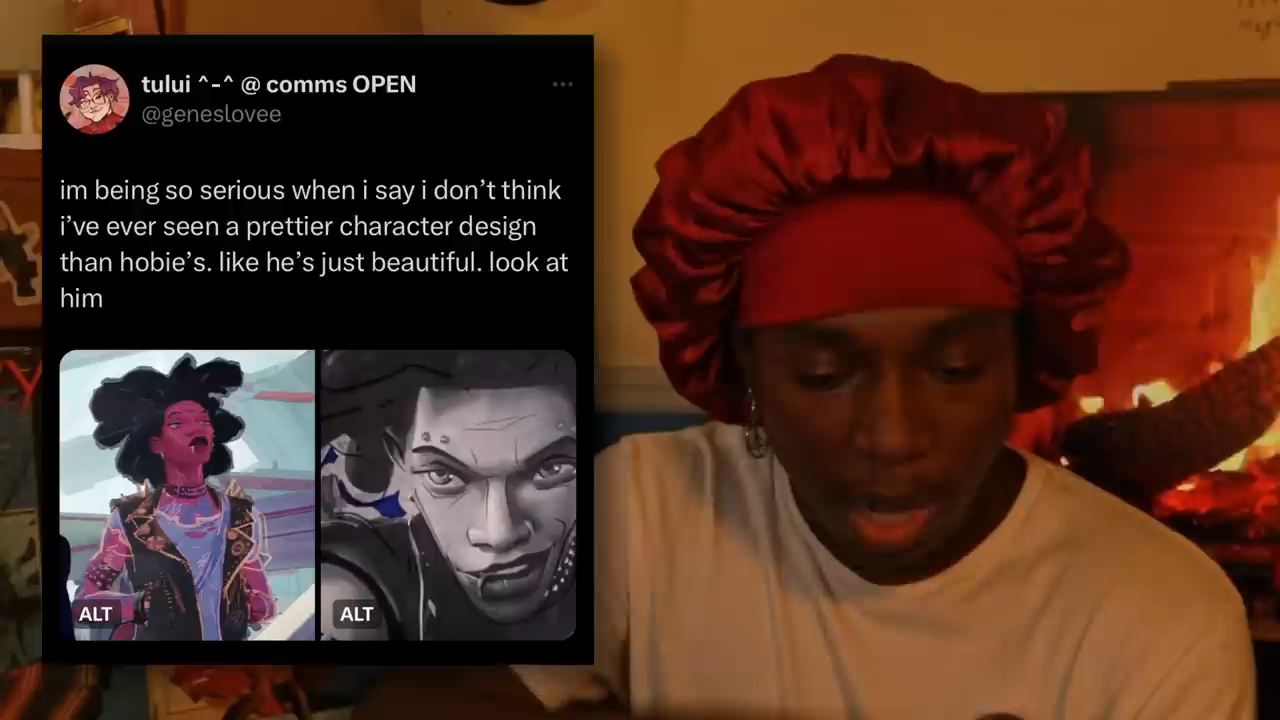 tului ^-^ @ comms OPEN
@geneslovee
im being so serious when i say i don't think
i've ever seen a prettier character design
than hobie's. like he's just beautiful. look at
him
ALT
ALT